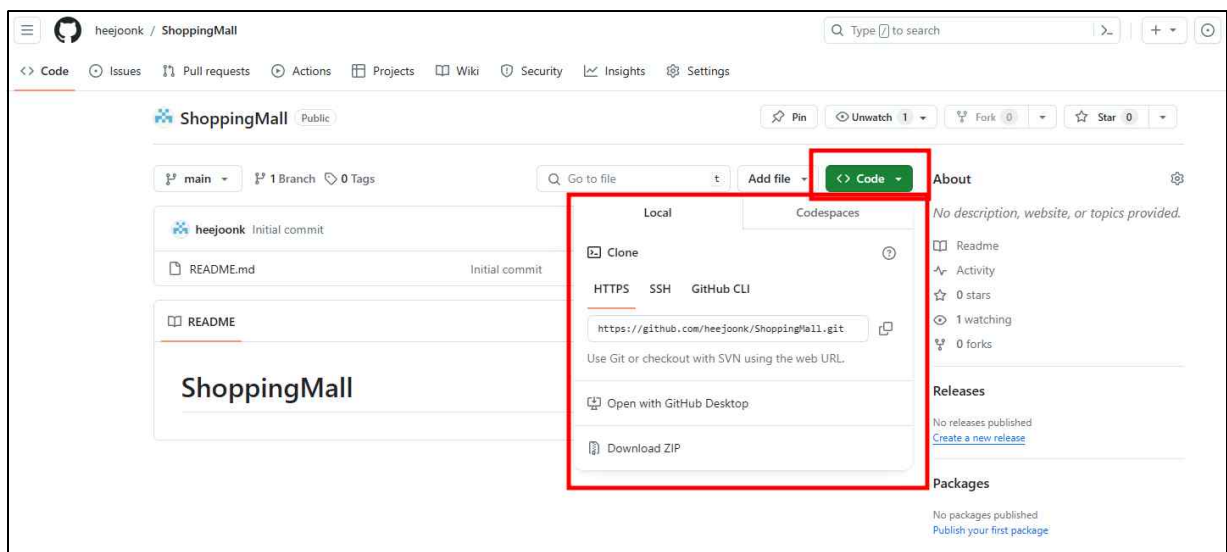 heejoonk / ShoppingMall
Type / to search
Code Issues Pull requests Actions Projects Wiki Security Insights Settings
ShoppingMall Public
Pin Unwatch 1 Fork 0 Star 0
main 1 Branch 0 Tags
Go to file t
Add file
<> Code
heejoonk Initial commit
README.md Initial commit
README
ShoppingMall
Local Codespaces
Clone
HTTPS SSH GitHub CLI
https://github.com/heejoonk/ShoppingMall.git
Use Git or checkout with SVN using the web URL.
Open with GitHub Desktop
Download ZIP
About
No description, website, or topics provided.
Readme
Activity
0 stars
1 watching
0 forks
Releases
No releases published
Create a new release
Packages
No packages published
Publish your first package